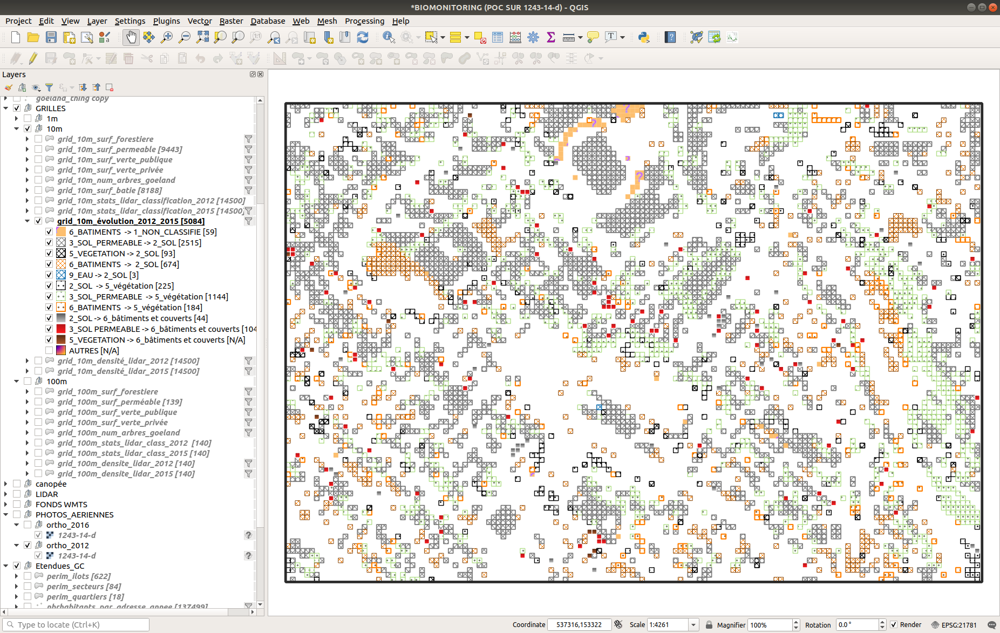 *BIOMONITORING (POC SUR 1243-14-d) - QGIS
Project Edit View Layer Settings Plugins Vector Raster Database Web Mesh Processing Help
Layers
goeland_thing copy
GRILLES
1m
10m
grid_10m_surf_forestiere
grid_10m_surf_permeable [9443]
grid_10m_surf_verte_publique
grid_10m_surf_verte_privée
grid_10m_num_arbres_goeland
grid_10m_surf_batie [8188]
grid_10m_stats_lidar_classification_2012 [14500]
grid_10m_stats_lidar_classification_2015 [14500]
grid_10m_évolution_2012_2015 [5084]
6_BATIMENTS -> 1_NON_CLASSIFIE [59]
3_SOL_PERMEABLE -> 2_SOL [2515]
5_VEGETATION -> 2_SOL [93]
6_BATIMENTS -> 2_SOL [674]
9_EAU -> 2_SOL [3]
2_SOL -> 5_végétation [225]
3_SOL_PERMEABLE -> 5_végétation [1144]
6_BATIMENTS -> 5_végétation [184]
2_SOL -> 6_bâtiments et couverts [44]
3_SOL PERMEABLE -> 6_bâtiments et couverts [104
5_VEGETATION -> 6_bâtiments et couverts [N/A]
AUTRES [N/A]
grid_10m_densité_lidar_2012 [14500]
grid_10m_densité_lidar_2015 [14500]
100m
grid_100m_surf_forestiere
grid_100m_surf_perméable [139]
grid_100m_surf_verte_publique
grid_100m_surf_verte_privée
grid_100m_num_arbres_goeland
grid_100m_stats_lidar_class_2012 [140]
grid_100m_stats_lidar_class_2015 [140]
grid_100m_densite_lidar_2012 [140]
grid_100m_densite_lidar_2015 [140]
canopée
LIDAR
FONDS WMTS
PHOTOS_AERIENNES
ortho_2016
1243-14-d
ortho_2012
1243-14-d
Etendues_GC
perim_ilots [622]
perim_secteurs [84]
perim_quartiers [18]
nbrhabitants_par_adresse_annee [137499]
Type to locate (Ctrl+K) Coordinate 537316,153322 Scale 1:4261 Magnifier 100% Rotation 0.0 ° Render EPSG:21781